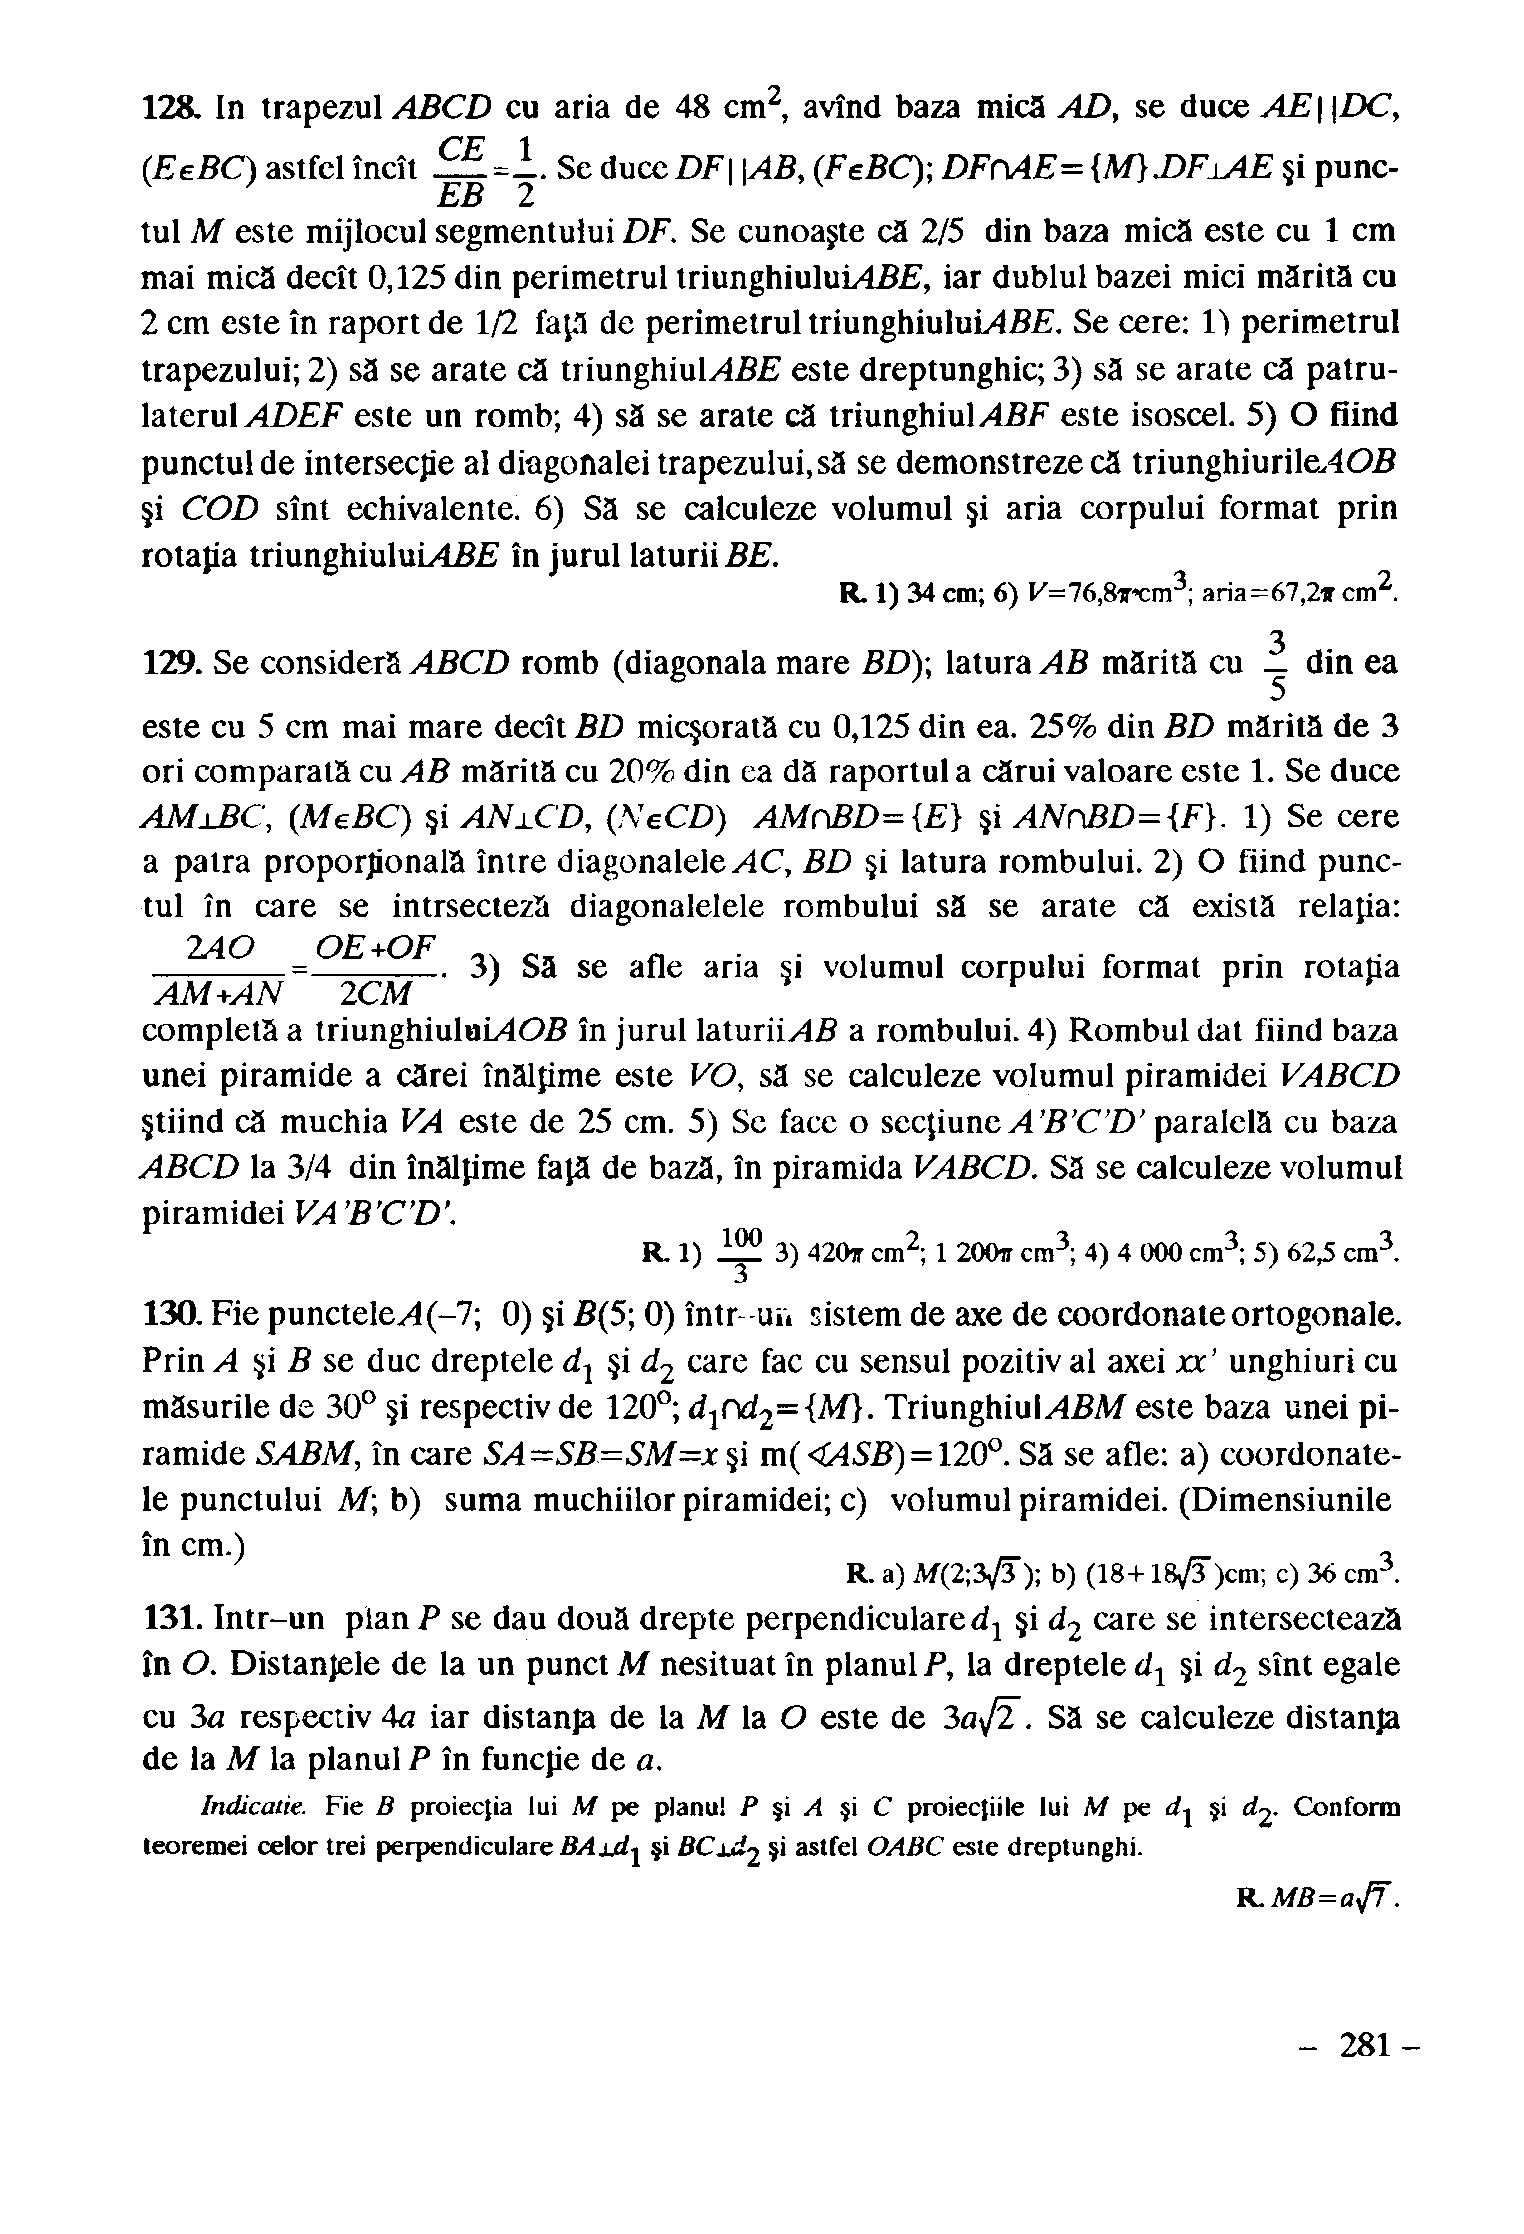 128. In trapezul ABCD cu aria de 48 cm², avînd baza mică AD, se duce AE||DC,
(E∈BC) astfel încît CE/EB = 1/2. Se duce DF||AB, (F∈BC); DF∩AE={M}.DF⊥AE şi punc-
tul M este mijlocul segmentului DF. Se cunoaşte că 2/5 din baza mică este cu 1 cm
mai mică decît 0,125 din perimetrul triunghiului ABE, iar dublul bazei mici mărită cu
2 cm este în raport de 1/2 faţă de perimetrul triunghiului ABE. Se cere: 1) perimetrul
trapezului; 2) să se arate că triunghiul ABE este dreptunghic; 3) să se arate că patru-
laterul ADEF este un romb; 4) să se arate că triunghiul ABF este isoscel. 5) O fiind
punctul de intersecţie al diagonalei trapezului, să se demonstreze că triunghiurile AOB
şi COD sînt echivalente. 6) Să se calculeze volumul şi aria corpului format prin
rotaţia triunghiului ABE în jurul laturii BE.
R. 1) 34 cm; 6) V=76,8π cm³; aria=67,2π cm².
129. Se consideră ABCD romb (diagonala mare BD); latura AB mărită cu 3/5 din ea
este cu 5 cm mai mare decît BD micşorată cu 0,125 din ea. 25% din BD mărită de 3
ori comparată cu AB mărită cu 20% din ea dă raportul a cărui valoare este 1. Se duce
AM⊥BC, (M∈BC) şi AN⊥CD, (N∈CD) AM∩BD={E} şi AN∩BD={F}. 1) Se cere
a patra proporţională între diagonalele AC, BD şi latura rombului. 2) O fiind punc-
tul în care se intrsecteză diagonalelele rombului să se arate că există relaţia:
2AO/(AM+AN) = (OE+OF)/2CM. 3) Să se afle aria şi volumul corpului format prin rotaţia
completă a triunghiului AOB în jurul laturii AB a rombului. 4) Rombul dat fiind baza
unei piramide a cărei înălţime este VO, să se calculeze volumul piramidei VABCD
ştiind că muchia VA este de 25 cm. 5) Se face o secţiune A'B'C'D' paralelă cu baza
ABCD la 3/4 din înălţime faţă de bază, în piramida VABCD. Să se calculeze volumul
piramidei VA'B'C'D'.
R. 1) 100/3 3) 420π cm²; 1 200π cm³; 4) 4 000 cm³; 5) 62,5 cm³.
130. Fie punctele A(–7; 0) şi B(5; 0) într-un sistem de axe de coordonate ortogonale.
Prin A şi B se duc dreptele d₁ şi d₂ care fac cu sensul pozitiv al axei xx' unghiuri cu
măsurile de 30° şi respectiv de 120°; d₁∩d₂={M}. Triunghiul ABM este baza unei pi-
ramide SABM, în care SA=SB=SM=x şi m(∢ASB)=120°. Să se afle: a) coordonate-
le punctului M; b) suma muchiilor piramidei; c) volumul piramidei. (Dimensiunile
în cm.)
R. a) M(2;3√3); b) (18+18√3)cm; c) 36 cm³.
131. Intr-un plan P se dau două drepte perpendiculare d₁ şi d₂ care se intersectează
în O. Distanţele de la un punct M nesituat în planul P, la dreptele d₁ şi d₂ sînt egale
cu 3a respectiv 4a iar distanţa de la M la O este de 3a√2. Să se calculeze distanţa
de la M la planul P în funcţie de a.
Indicatie. Fie B proiecţia lui M pe planul P şi A şi C proiecţiile lui M pe d₁ şi d₂. Conform
teoremei celor trei perpendiculare BA⊥d₁ şi BC⊥d₂ şi astfel OABC este dreptunghi.
R. MB=a√7.
– 281 –